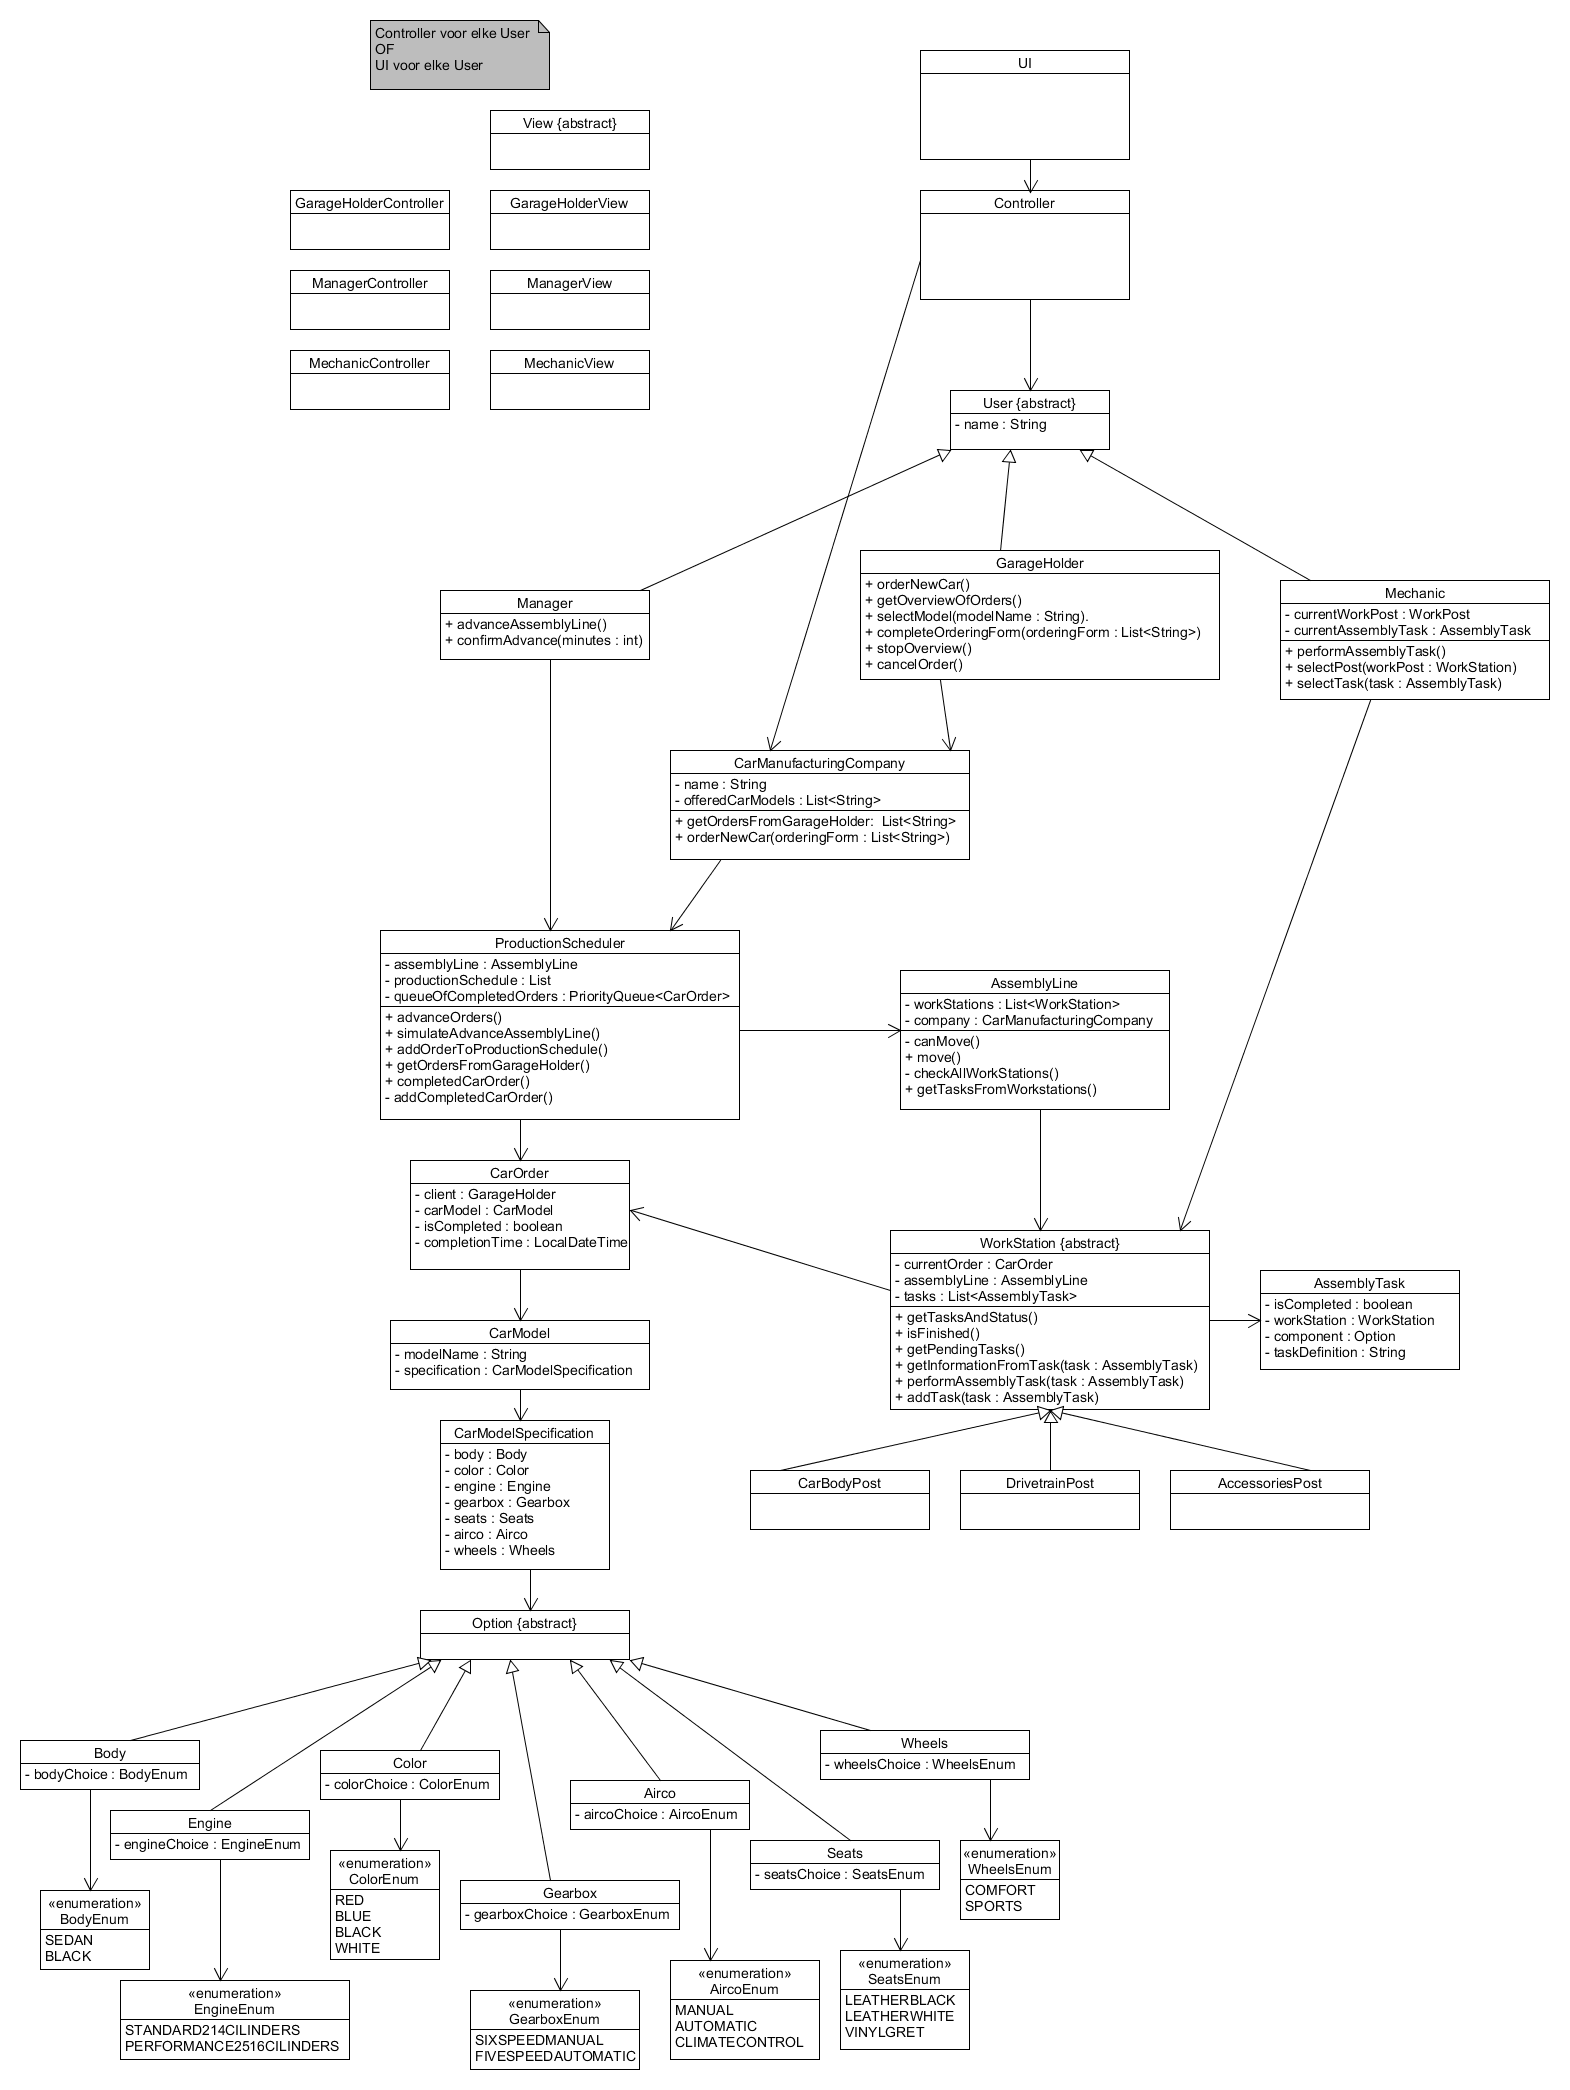 Controller voor elke User
OF
UI voor elke User
UI
View {abstract}
GarageHolderController
GarageHolderView
Controller
ManagerController
ManagerView
MechanicController
MechanicView
User {abstract}
- name : String
Manager
+ advanceAssemblyLine()
+ confirmAdvance(minutes : int)
GarageHolder
+ orderNewCar()
+ getOverviewOfOrders()
+ selectModel(modelName : String).
+ completeOrderingForm(orderingForm : List<String>)
+ stopOverview()
+ cancelOrder()
Mechanic
- currentWorkPost : WorkPost
- currentAssemblyTask : AssemblyTask
+ performAssemblyTask()
+ selectPost(workPost : WorkStation)
+ selectTask(task : AssemblyTask)
CarManufacturingCompany
- name : String
- offeredCarModels : List<String>
+ getOrdersFromGarageHolder:  List<String>
+ orderNewCar(orderingForm : List<String>)
ProductionScheduler
- assemblyLine : AssemblyLine
- productionSchedule : List
- queueOfCompletedOrders : PriorityQueue<CarOrder>
+ advanceOrders()
+ simulateAdvanceAssemblyLine()
+ addOrderToProductionSchedule()
+ getOrdersFromGarageHolder()
+ completedCarOrder()
- addCompletedCarOrder()
AssemblyLine
- workStations : List<WorkStation>
- company : CarManufacturingCompany
- canMove()
+ move()
- checkAllWorkStations()
+ getTasksFromWorkstations()
CarOrder
- client : GarageHolder
- carModel : CarModel
- isCompleted : boolean
- completionTime : LocalDateTime
WorkStation {abstract}
- currentOrder : CarOrder
- assemblyLine : AssemblyLine
- tasks : List<AssemblyTask>
+ getTasksAndStatus()
+ isFinished()
+ getPendingTasks()
+ getInformationFromTask(task : AssemblyTask)
+ performAssemblyTask(task : AssemblyTask)
+ addTask(task : AssemblyTask)
AssemblyTask
- isCompleted : boolean
- workStation : WorkStation
- component : Option
- taskDefinition : String
CarModel
- modelName : String
- specification : CarModelSpecification
CarModelSpecification
- body : Body
- color : Color
- engine : Engine
- gearbox : Gearbox
- seats : Seats
- airco : Airco
- wheels : Wheels
CarBodyPost
DrivetrainPost
AccessoriesPost
Option {abstract}
Body
- bodyChoice : BodyEnum
Engine
- engineChoice : EngineEnum
Color
- colorChoice : ColorEnum
Gearbox
- gearboxChoice : GearboxEnum
Airco
- aircoChoice : AircoEnum
Seats
- seatsChoice : SeatsEnum
Wheels
- wheelsChoice : WheelsEnum
«enumeration»
BodyEnum
SEDAN
BLACK
«enumeration»
EngineEnum
STANDARD214CILINDERS
PERFORMANCE2516CILINDERS
«enumeration»
ColorEnum
RED
BLUE
BLACK
WHITE
«enumeration»
GearboxEnum
SIXSPEEDMANUAL
FIVESPEEDAUTOMATIC
«enumeration»
AircoEnum
MANUAL
AUTOMATIC
CLIMATECONTROL
«enumeration»
SeatsEnum
LEATHERBLACK
LEATHERWHITE
VINYLGRET
«enumeration»
WheelsEnum
COMFORT
SPORTS